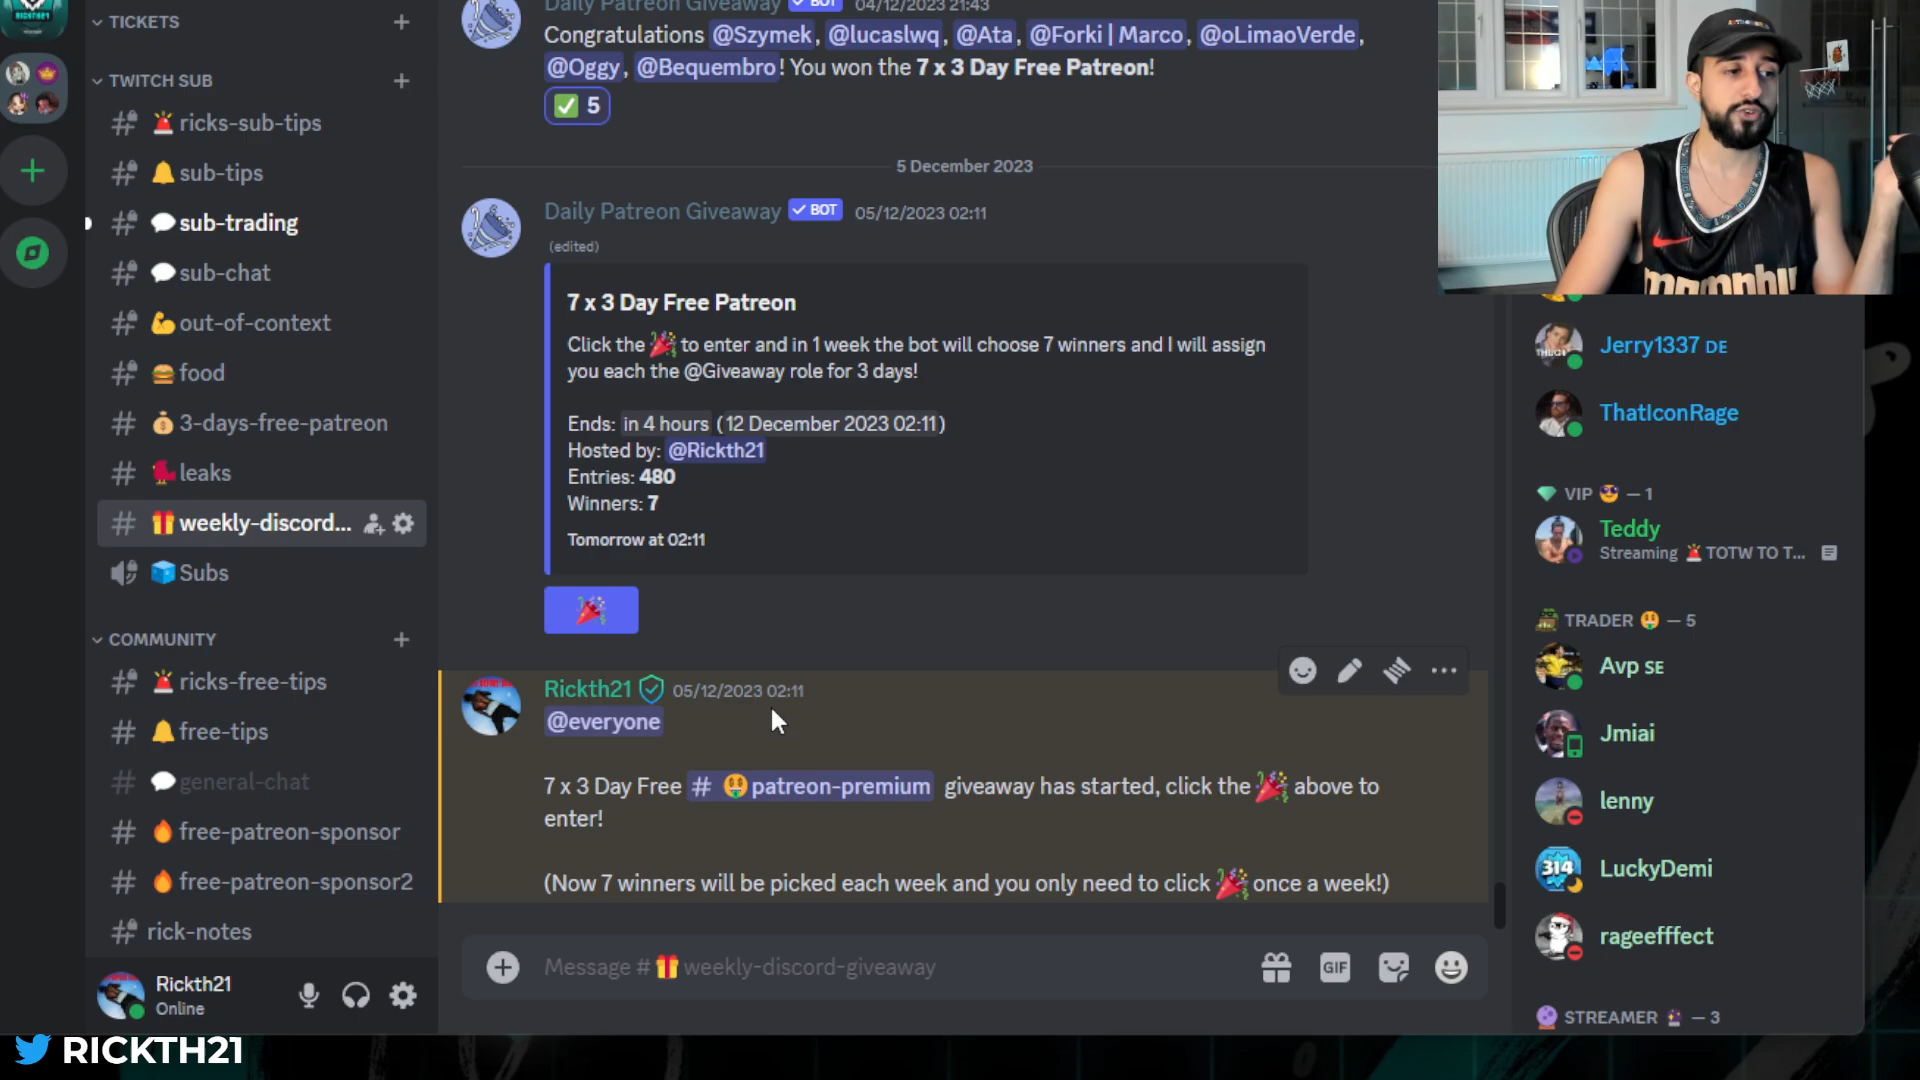 TICKETS
TWITCH SUB
ricks-sub-tips
sub-tips
sub-trading
sub-chat
out-of-context
food
3-days-free-patreon
leaks
weekly-discord...
Subs
COMMUNITY
ricks-free-tips
free-tips
general-chat
free-patreon-sponsor
free-patreon-sponsor2
rick-notes
Rickth21
Online
RICKTH21
Daily Patreon Giveaway BOT 04/12/2023 21:43
Congratulations @Szymek, @lucaslwq, @Ata, @Forki | Marco, @oLimaoVerde,
@Oggy, @Bequembro! You won the 7 x 3 Day Free Patreon!
5
5 December 2023
Daily Patreon Giveaway BOT 05/12/2023 02:11
(edited)
7 x 3 Day Free Patreon
Click the 🎉 to enter and in 1 week the bot will choose 7 winners and I will assign
you each the @Giveaway role for 3 days!
Ends: in 4 hours (12 December 2023 02:11)
Hosted by: @Rickth21
Entries: 480
Winners: 7
Tomorrow at 02:11
Rickth21 05/12/2023 02:11
@everyone
7 x 3 Day Free # 🤑patreon-premium giveaway has started, click the 🎉 above to
enter!
(Now 7 winners will be picked each week and you only need to click 🎉 once a week!)
Message # 🎁 weekly-discord-giveaway
GIF
Jerry1337 DE
ThatIconRage
VIP 😎 — 1
Teddy
Streaming 🚨TOTW TO T...
TRADER 🤑 — 5
Avp SE
Jmiai
lenny
314
LuckyDemi
rageefffect
STREAMER — 3